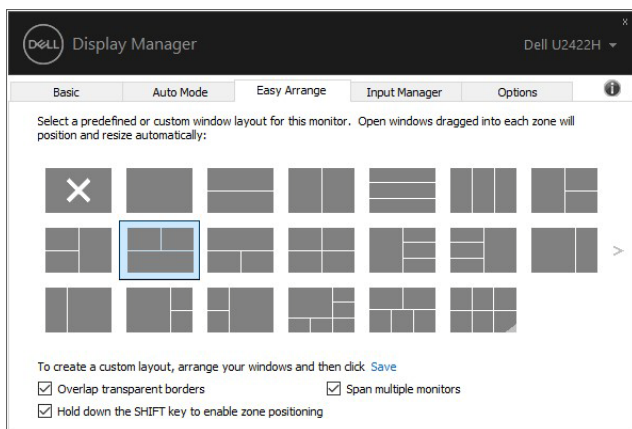 x
DELL Display Manager Dell U2422H
Basic Auto Mode Easy Arrange Input Manager Options i
Select a predefined or custom window layout for this monitor. Open windows dragged into each zone will
position and resize automatically:
>
To create a custom layout, arrange your windows and then click Save
Overlap transparent borders Span multiple monitors
Hold down the SHIFT key to enable zone positioning